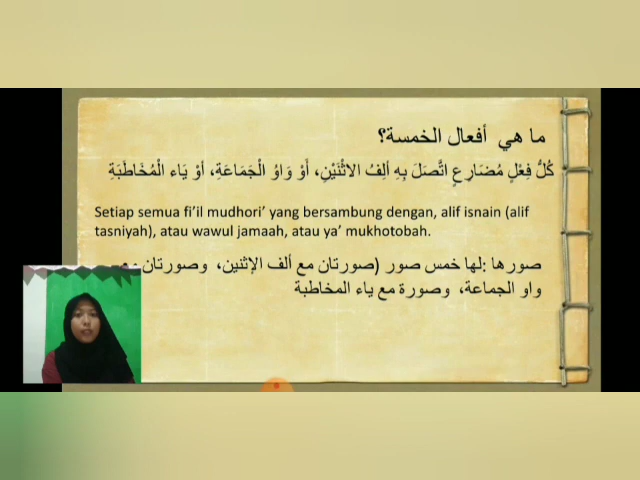 ما هي أفعال الخمسة؟
كُلُّ فِعْلٍ مُضَارِعٍ اتَّصَلَ بِهِ أَلِفُ الاثْنَيْنِ، أَوْ وَاوُ الْجَمَاعَةِ، أَوْ يَاء الْمُخَاطَبَةِ
Setiap semua fi'il mudhori' yang bersambung dengan, alif isnain (alif
tasniyah), atau wawul jamaah, atau ya' mukhotobah.
صورها :لها خمس صور (صورتان مع ألف الإثنين، وصورتان
واو الجماعة، وصورة مع ياء المخاطبة